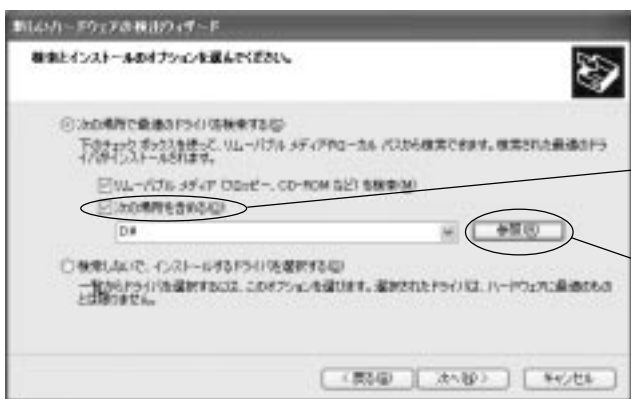 新しいハードウェアの検出ウィザード
検索とインストールのオプションを選んでください。
次の場所で最適のドライバを検索する(S)
下のチェック ボックスを使って、リムーバブル メディアやローカル パスから検索できます。検索された最適のドラ
イバがインストールされます。
リムーバブル メディア (フロッピー、CD-ROM など) を検索(M)
次の場所を含める(O)
D:¥
参照(R)
検索しないで、インストールするドライバを選択する(D)
一覧からドライバを選択するには、このオプションを選びます。選択されたドライバは、ハードウェアに最適のもの
とは限りません。
< 戻る(B)
次へ(N) >
キャンセル